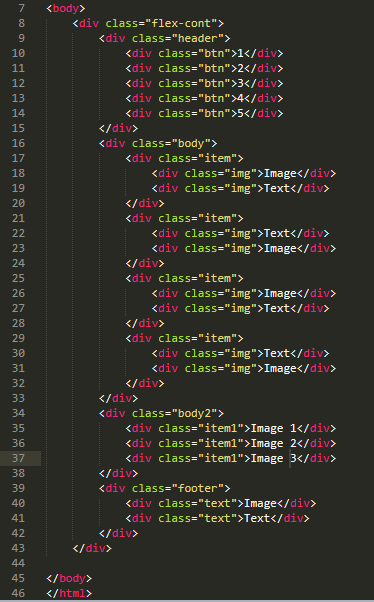 7 <body>
8 <div class="flex-cont">
9 <div class="header">
10 <div class="btn">1</div>
11 <div class="btn">2</div>
12 <div class="btn">3</div>
13 <div class="btn">4</div>
14 <div class="btn">5</div>
15 </div>
16 <div class="body">
17 <div class="item">
18 <div class="img">Image</div>
19 <div class="img">Text</div>
20 </div>
21 <div class="item">
22 <div class="img">Text</div>
23 <div class="img">Image</div>
24 </div>
25 <div class="item">
26 <div class="img">Image</div>
27 <div class="img">Text</div>
28 </div>
29 <div class="item">
30 <div class="img">Text</div>
31 <div class="img">Image</div>
32 </div>
33 </div>
34 <div class="body2">
35 <div class="item1">Image 1</div>
36 <div class="item1">Image 2</div>
37 <div class="item1">Image 3</div>
38 </div>
39 <div class="footer">
40 <div class="text">Image</div>
41 <div class="text">Text</div>
42 </div>
43 </div>
44
45 </body>
46 </html>